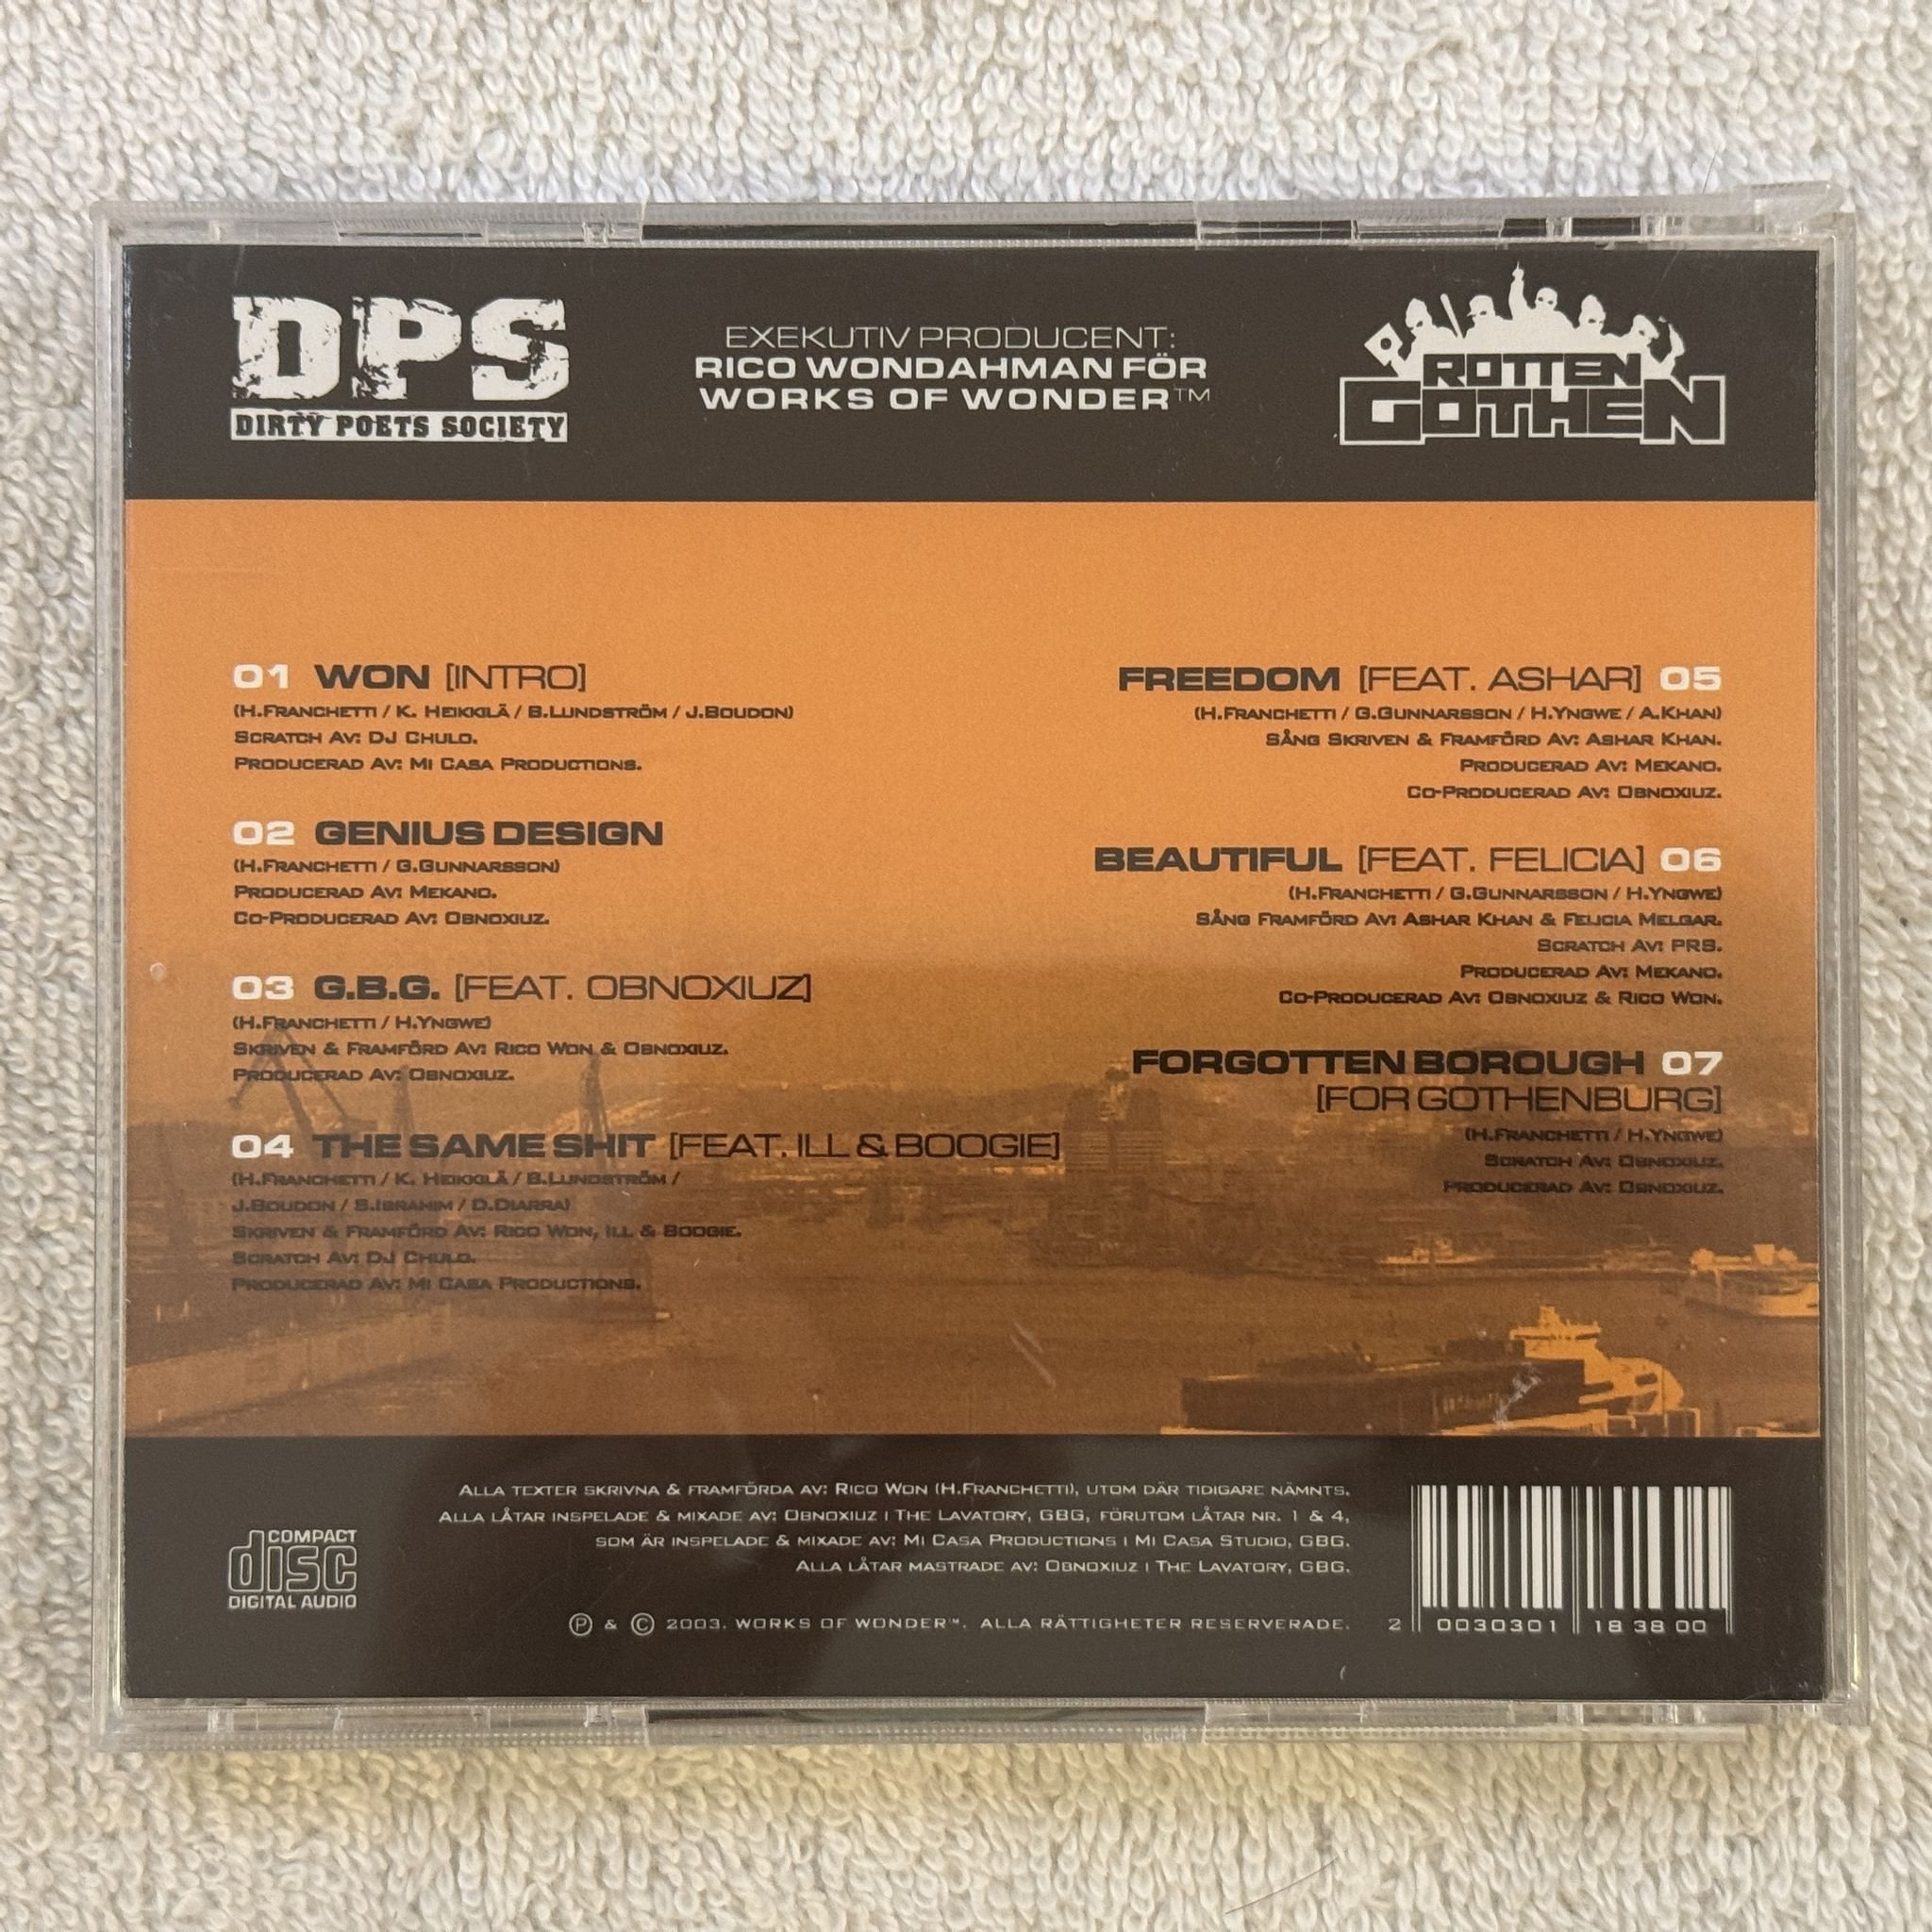 DPS
DIRTY POETS SOCIETY
EXEKUTIV PRODUCENT:
RICO WONDAHMAN FÖR
WORKS OF WONDER™
ROTTEN
GOTHEN
01 WON [INTRO]
(H.FRANCHETTI / K. HEIKKILÄ / B.LUNDSTRÖM / J.BOUDON)
SCRATCH AV: DJ CHULO.
PRODUCERAD AV: MI CASA PRODUCTIONS.
02 GENIUS DESIGN
(H.FRANCHETTI / G.GUNNARSSON)
PRODUCERAD AV: MEKANO.
CO-PRODUCERAD AV: OBNOXIUZ.
03 G.B.G. [FEAT. OBNOXIUZ]
(H.FRANCHETTI / H.YNGWE)
SKRIVEN & FRAMFÖRD AV: RICO WON & OBNOXIUZ.
PRODUCERAD AV: OBNOXIUZ.
04 THE SAME SHIT [FEAT. ILL & BOOGIE]
(H.FRANCHETTI / K. HEIKKILÄ / B.LUNDSTRÖM /
J.BOUDON / S.IBRAHIM / D.DIARRA)
SKRIVEN & FRAMFÖRD AV: RICO WON, ILL & BOOGIE.
SCRATCH AV: DJ CHULO.
PRODUCERAD AV: MI CASA PRODUCTIONS.
FREEDOM [FEAT. ASHAR] 05
(H.FRANCHETTI / G.GUNNARSSON / H.YNGWE / A.KHAN)
SÅNG SKRIVEN & FRAMFÖRD AV: ASHAR KHAN.
PRODUCERAD AV: MEKANO.
CO-PRODUCERAD AV: OBNOXIUZ.
BEAUTIFUL [FEAT. FELICIA] 06
(H.FRANCHETTI / G.GUNNARSSON / H.YNGWE)
SÅNG FRAMFÖRD AV: ASHAR KHAN & FELICIA MELGAR.
SCRATCH AV: PRS.
PRODUCERAD AV: MEKANO.
CO-PRODUCERAD AV: OBNOXIUZ & RICO WON.
FORGOTTEN BOROUGH 07
[FOR GOTHENBURG]
(H.FRANCHETTI / H.YNGWE)
SCRATCH AV: OBNOXIUZ.
PRODUCERAD AV: OBNOXIUZ.
COMPACT
disc
DIGITAL AUDIO
ALLA TEXTER SKRIVNA & FRAMFÖRDA AV: RICO WON (H.FRANCHETTI), UTOM DÄR TIDIGARE NÄMNTS.
ALLA LÅTAR INSPELADE & MIXADE AV: OBNOXIUZ I THE LAVATORY, GBG, FÖRUTOM LÅTAR NR. 1 & 4,
SOM ÄR INSPELADE & MIXADE AV: MI CASA PRODUCTIONS I MI CASA STUDIO, GBG.
ALLA LÅTAR MASTRADE AV: OBNOXIUZ I THE LAVATORY, GBG.
Ⓟ & © 2003. WORKS OF WONDER™. ALLA RÄTTIGHETER RESERVERADE.
2 0030301 18 38 00